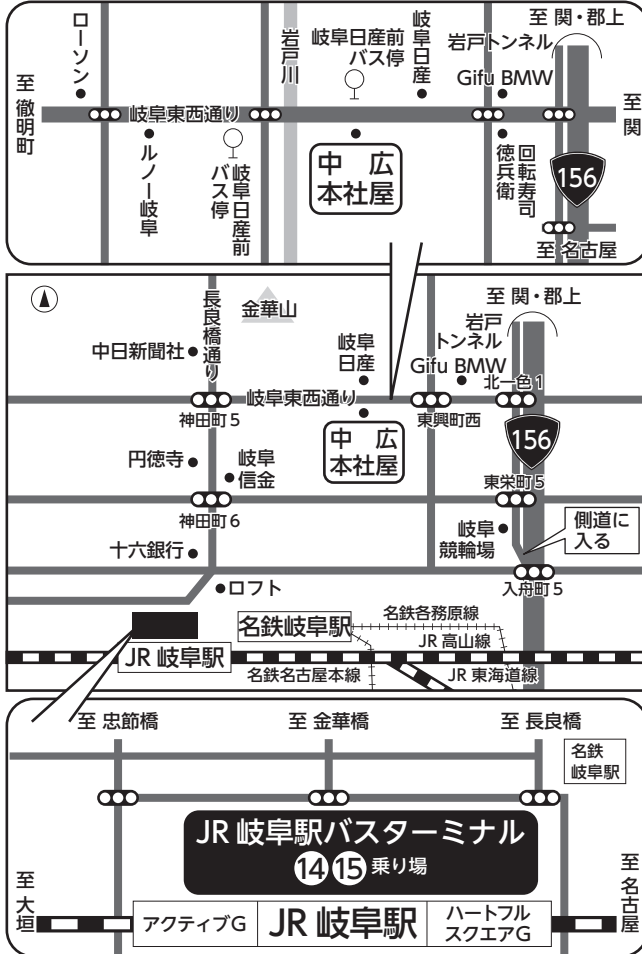 至 関・郡上
ローソン
岩戸川
岐阜日産前
バス停
岐阜日産
岩戸トンネル
Gifu BMW
至 徹明町
岐阜東西通り
至 関
ルノー岐阜
岐阜日産前
バス停
中 広
本社屋
回転寿司
徳兵衛
156
至 名古屋
長良橋通り
金華山
至 関・郡上
岩戸
トンネル
中日新聞社
岐阜
日産
Gifu BMW
北一色 1
岐阜東西通り
神田町 5
東興町西
中 広
本社屋
156
円徳寺
岐阜
信金
東栄町 5
神田町 6
岐阜
競輪場
側道に
入る
十六銀行
入舟町 5
ロフト
名鉄岐阜駅
名鉄各務原線
JR 高山線
JR 岐阜駅
名鉄名古屋本線
JR 東海道線
至 忠節橋
至 金華橋
至 長良橋
名鉄
岐阜駅
JR 岐阜駅バスターミナル
⑭⑮ 乗り場
至 大垣
至 名古屋
アクティブG
JR 岐阜駅
ハートフル
スクエアG